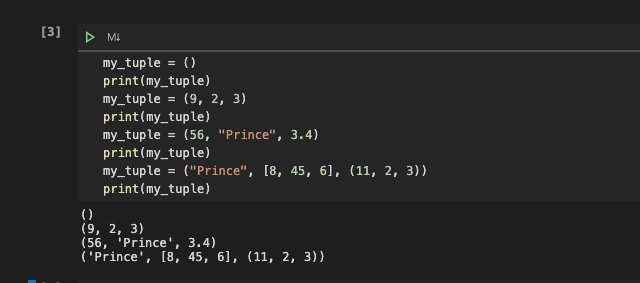 [3]
M↓
my_tuple = ()
print(my_tuple)
my_tuple = (9, 2, 3)
print(my_tuple)
my_tuple = (56, "Prince", 3.4)
print(my_tuple)
my_tuple = ("Prince", [8, 45, 6], (11, 2, 3))
print(my_tuple)
()
(9, 2, 3)
(56, 'Prince', 3.4)
('Prince', [8, 45, 6], (11, 2, 3))